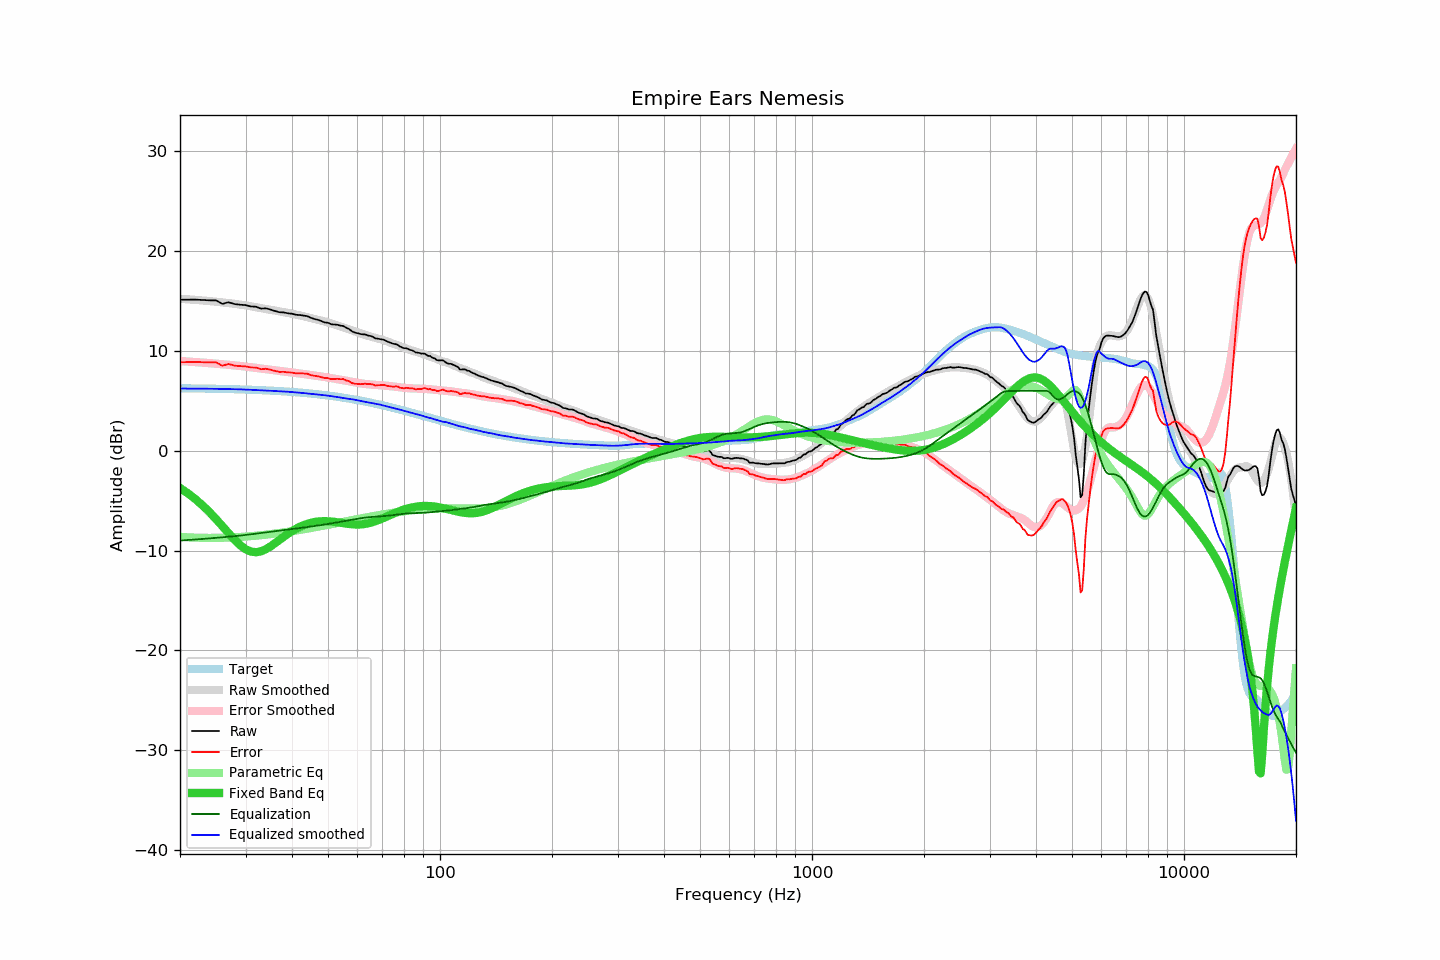 Empire Ears Nemesis
30
20
10
0
−10
−20
−30
−40
Amplitude (dBr)
Target
Raw Smoothed
Error Smoothed
Raw
Error
Parametric Eq
Fixed Band Eq
Equalization
Equalized smoothed
100 1000 10000
Frequency (Hz)